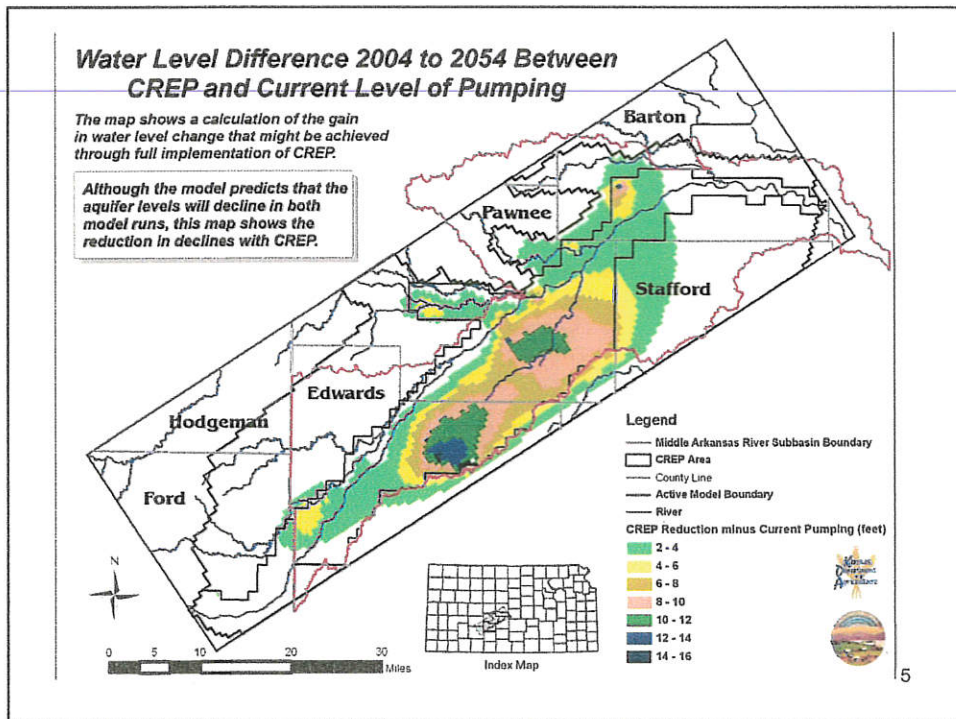 Water Level Difference 2004 to 2054 Between
CREP and Current Level of Pumping
The map shows a calculation of the gain
in water level change that might be achieved
through full implementation of CREP.
Although the model predicts that the
aquifer levels will decline in both
model runs, this map shows the
reduction in declines with CREP.
Barton
Pawnee
Stafford
Edwards
Hodgeman
Ford
N
Legend
Middle Arkansas River Subbasin Boundary
CREP Area
County Line
Active Model Boundary
River
CREP Reduction minus Current Pumping (feet)
2 - 4
4 - 6
6 - 8
8 - 10
10 - 12
12 - 14
14 - 16
Kansas
Department
of
Agriculture
0 5 10 20 30
Miles
Index Map
5